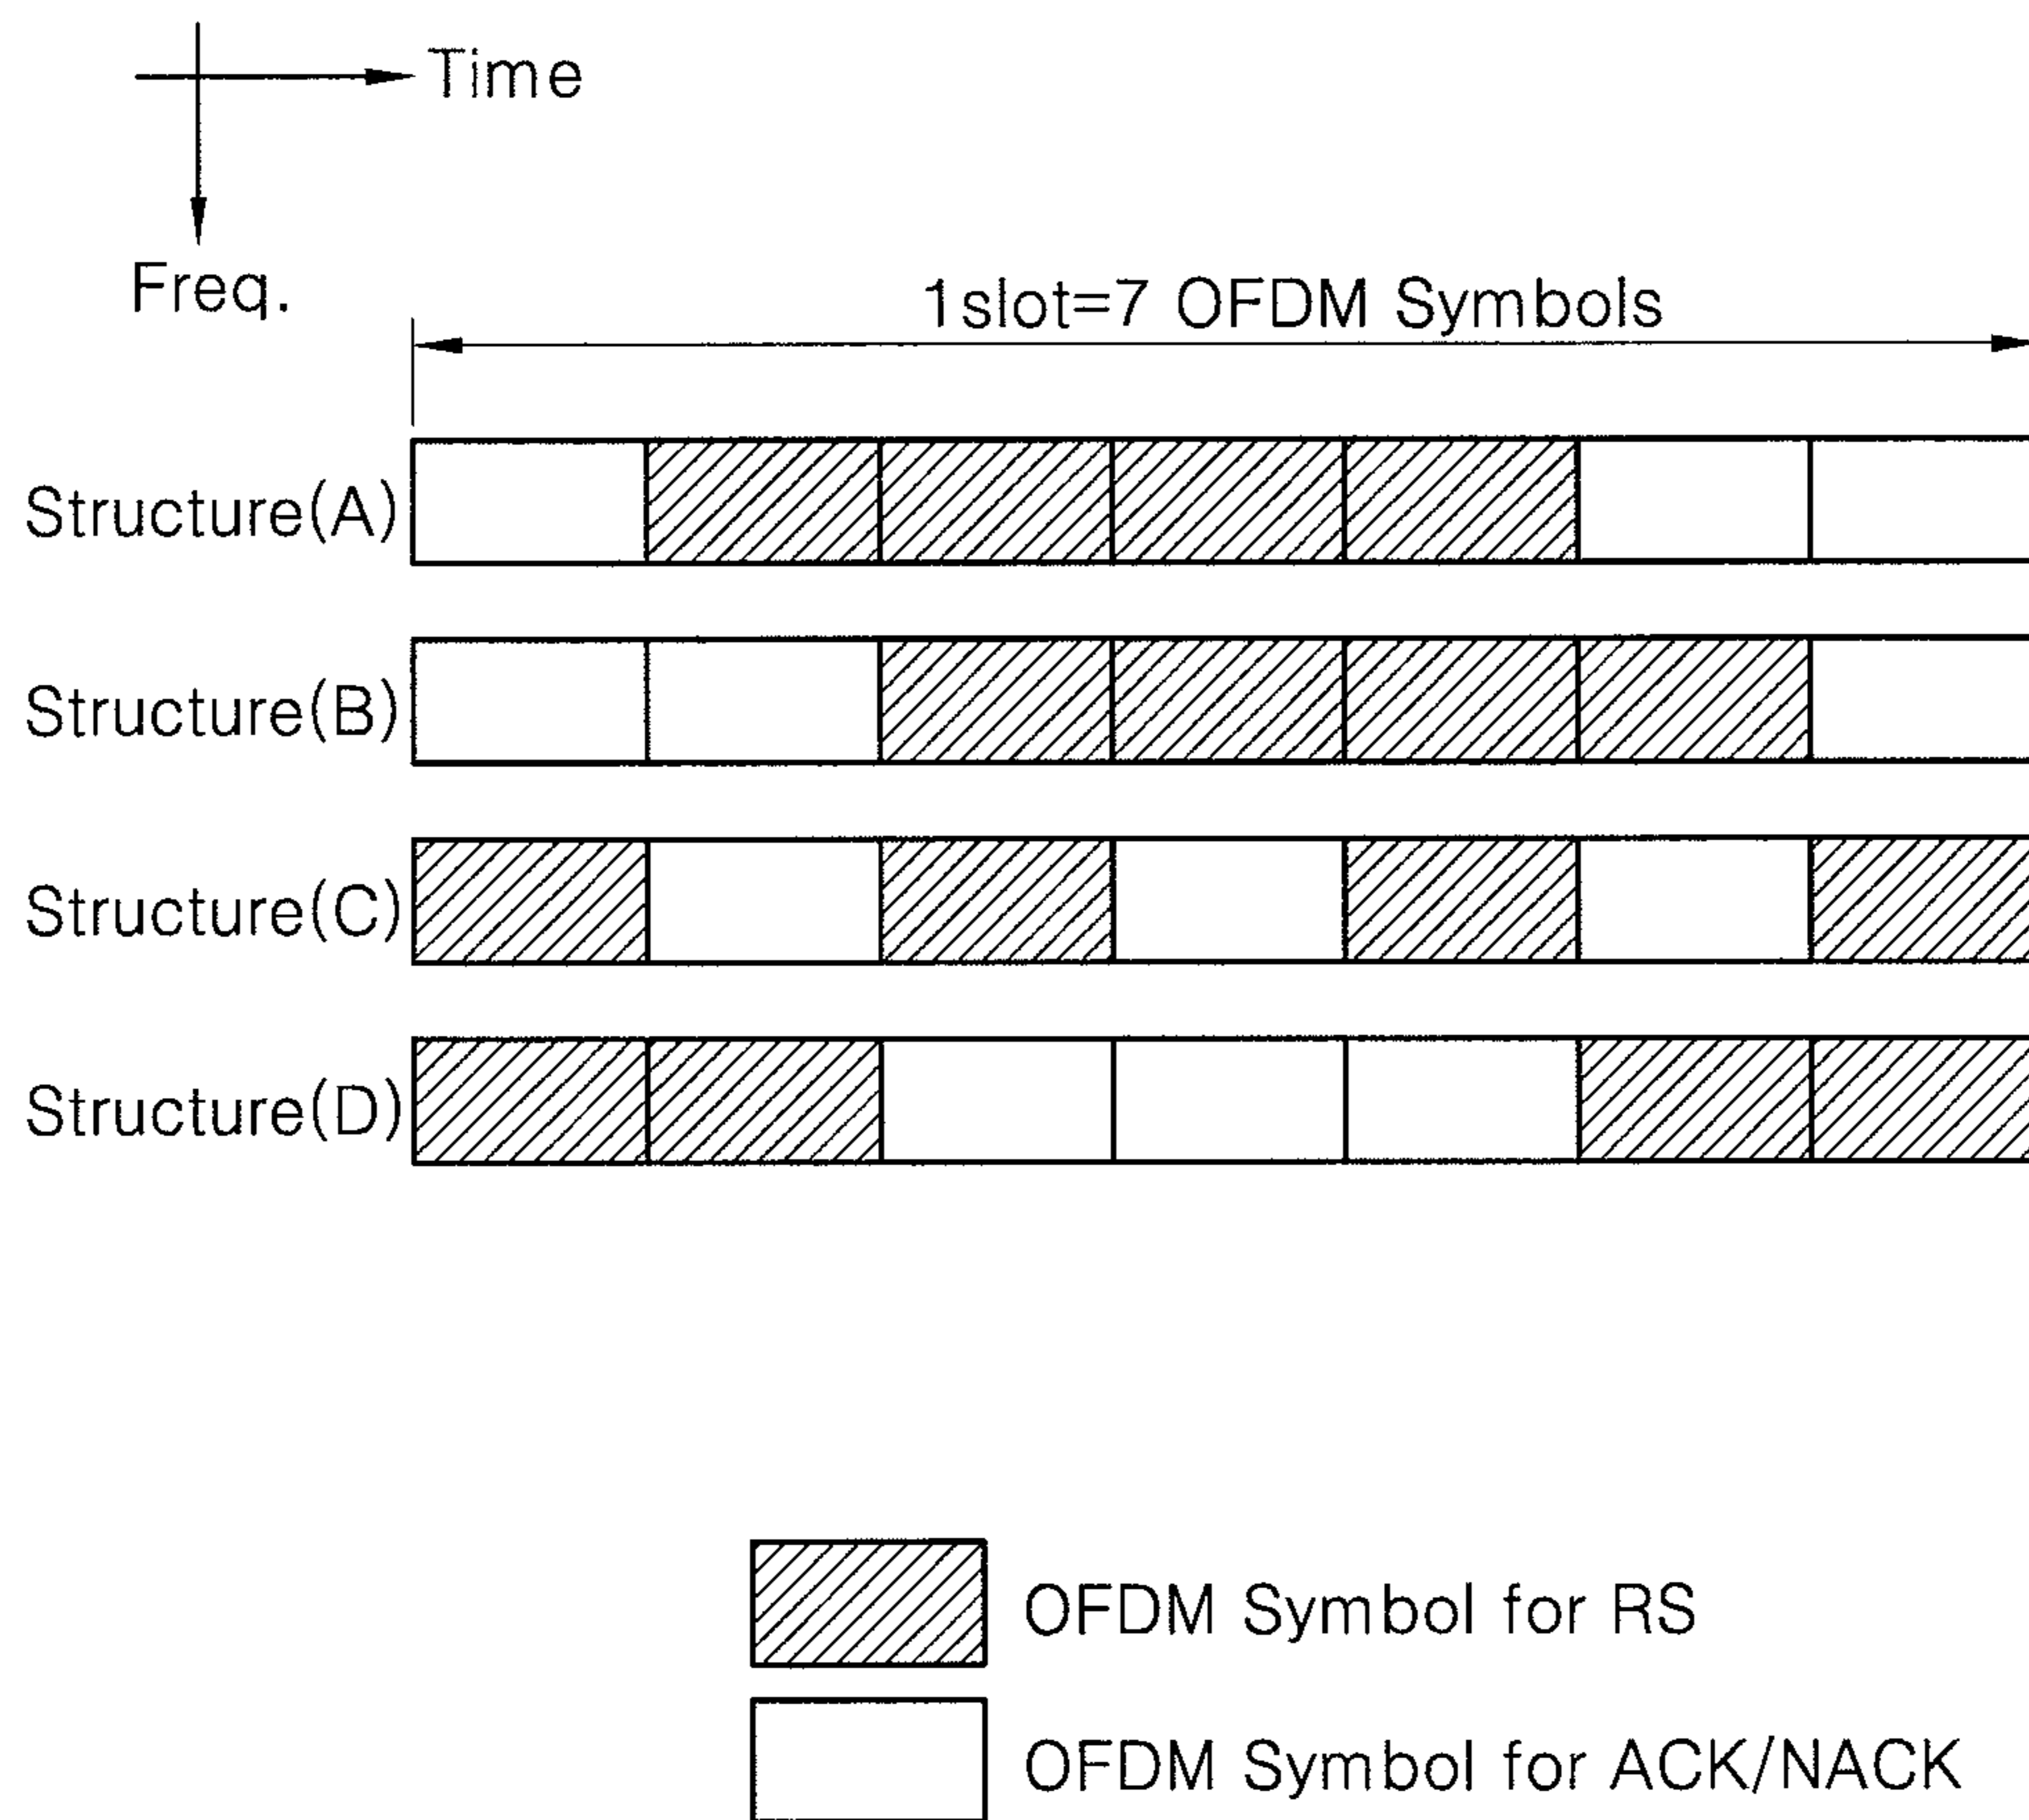 Time
Freq.
1slot=7 OFDM Symbols
Structure(A)
Structure(B)
Structure(C)
Structure(D)
OFDM Symbol for RS
OFDM Symbol for ACK/NACK